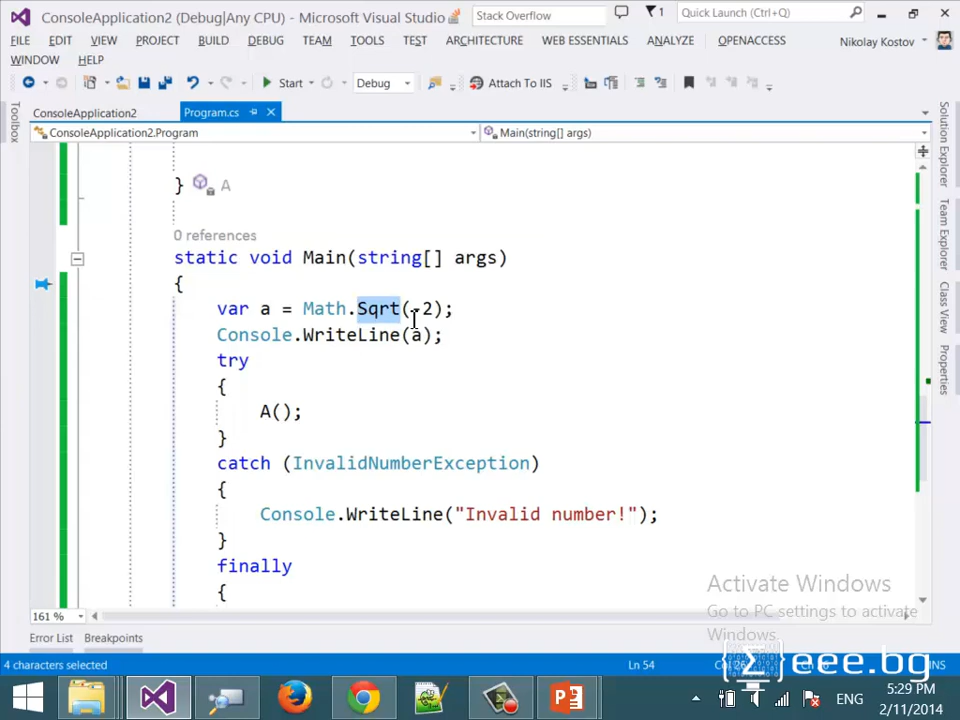 ConsoleApplication2 (Debug|Any CPU) - Microsoft Visual Studio
Stack Overflow
1
Quick Launch (Ctrl+Q)
FILE EDIT VIEW PROJECT BUILD DEBUG TEAM TOOLS TEST ARCHITECTURE WEB ESSENTIALS ANALYZE OPENACCESS Nikolay Kostov
WINDOW HELP
Start Debug Attach To IIS
Toolbox
ConsoleApplication2 Program.cs
ConsoleApplication2.Program Main(string[] args)
} A
0 references
static void Main(string[] args)
{
var a = Math.Sqrt(-2);
Console.WriteLine(a);
try
{
A();
}
catch (InvalidNumberException)
{
Console.WriteLine("Invalid number!");
}
finally
{
Solution Explorer
Team Explorer
Class View
Properties
Activate Windows
Go to PC settings to activate
Windows.
161 %
Error List Breakpoints
4 characters selected Ln 54 INS
eee.bg
ENG
5:29 PM
2/11/2014